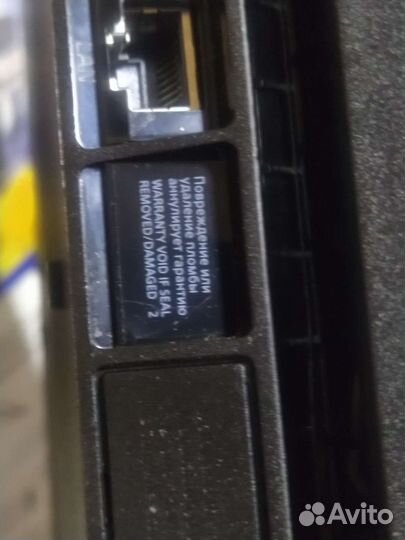 LAN
Повреждение или
удаление пломбы
аннулирует гарантию
WARRANTY VOID IF SEAL
REMOVED/DAMAGED 2
Avito